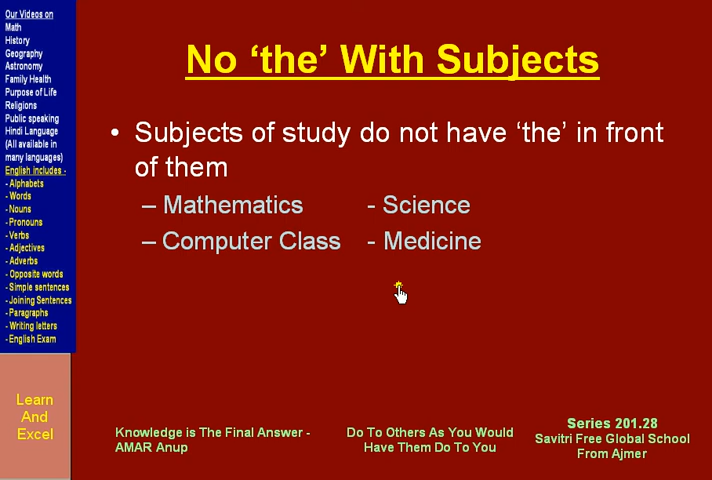 Our Videos on
Math
History
Geography
Astronomy
Family Health
Purpose of Life
Religions
Public speaking
Hindi Language
(All available in
many languages)
English includes -
- Alphabets
- Words
- Nouns
- Pronouns
- Verbs
- Adjectives
- Adverbs
- Opposite words
- Simple sentences
- Joining Sentences
- Paragraphs
- Writing letters
- English Exam
Learn
And
Excel
No ‘the’ With Subjects
• Subjects of study do not have ‘the’ in front
of them
– Mathematics - Science
– Computer Class - Medicine
Knowledge is The Final Answer -
AMAR Anup
Do To Others As You Would
Have Them Do To You
Series 201.28
Savitri Free Global School
From Ajmer